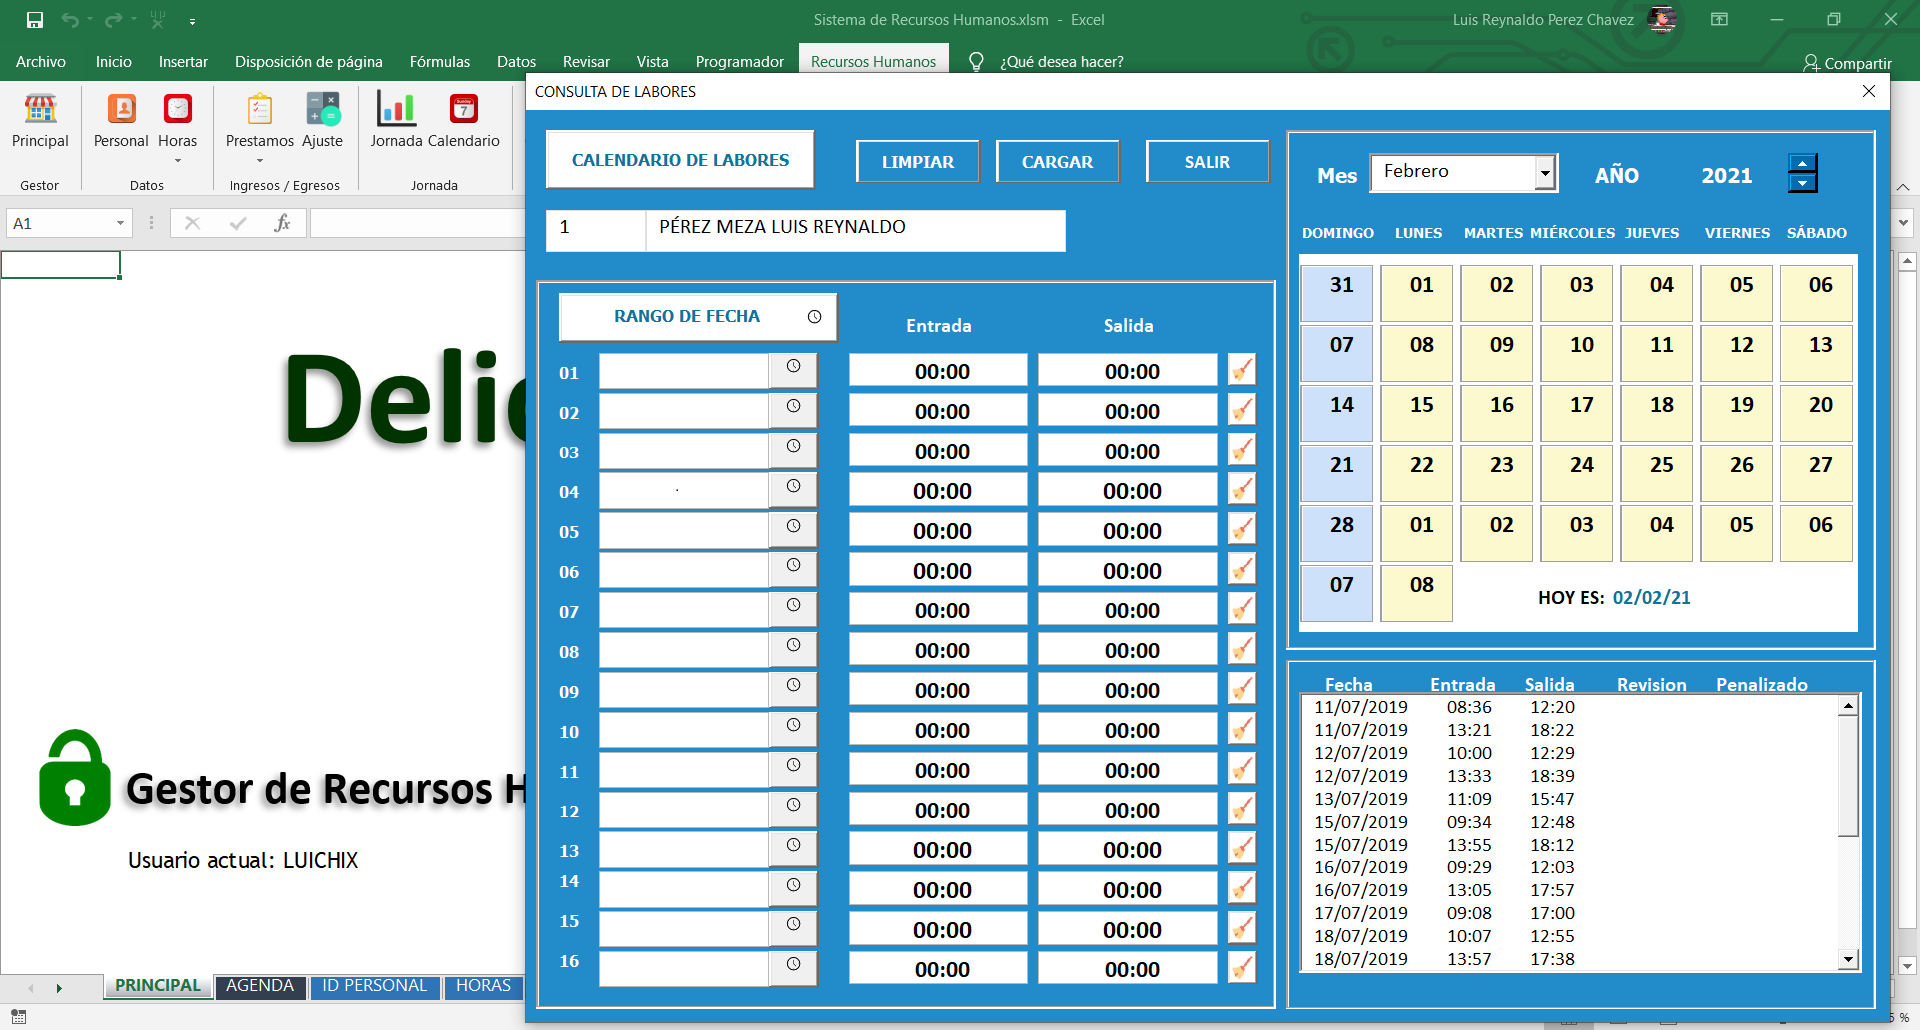 Sistema de Recursos Humanos.xlsm - Excel
Luis Reynaldo Perez Chavez
Archivo Inicio Insertar Disposición de página Fórmulas Datos Revisar Vista Programador Recursos Humanos ¿Qué desea hacer? Compartir
Principal Personal Horas Prestamos Ajuste Jornada Calendario
Gestor Datos Ingresos / Egresos Jornada
A1
fx
Gestor de Recursos H
Delic
Usuario actual: LUICHIX
PRINCIPAL AGENDA ID PERSONAL HORAS
CONSULTA DE LABORES
CALENDARIO DE LABORES LIMPIAR CARGAR SALIR
1 PÉREZ MEZA LUIS REYNALDO
RANGO DE FECHA Entrada Salida
01 00:00 00:00
02 00:00 00:00
03 00:00 00:00
04 . 00:00 00:00
05 00:00 00:00
06 00:00 00:00
07 00:00 00:00
08 00:00 00:00
09 00:00 00:00
10 00:00 00:00
11 00:00 00:00
12 00:00 00:00
13 00:00 00:00
14 00:00 00:00
15 00:00 00:00
16 00:00 00:00
Mes Febrero AÑO 2021
DOMINGO LUNES MARTES MIÉRCOLES JUEVES VIERNES SÁBADO
31 01 02 03 04 05 06
07 08 09 10 11 12 13
14 15 16 17 18 19 20
21 22 23 24 25 26 27
28 01 02 03 04 05 06
07 08 HOY ES: 02/02/21
Fecha Entrada Salida Revision Penalizado
11/07/2019 08:36 12:20
11/07/2019 13:21 18:22
12/07/2019 10:00 12:29
12/07/2019 13:33 18:39
13/07/2019 11:09 15:47
15/07/2019 09:34 12:48
15/07/2019 13:55 18:12
16/07/2019 09:29 12:03
16/07/2019 13:05 17:57
17/07/2019 09:08 17:00
18/07/2019 10:07 12:55
18/07/2019 13:57 17:38